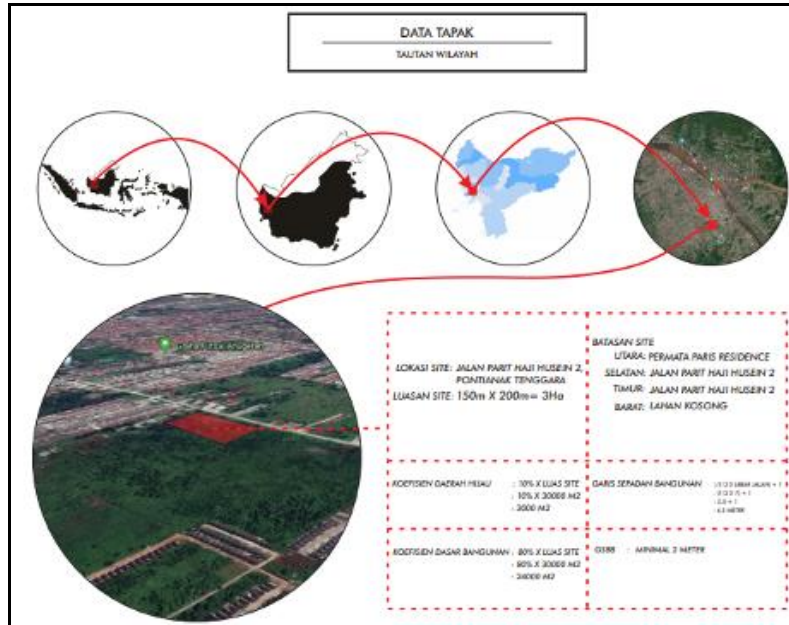 DATA TAPAK
TAUTAN WILAYAH
LOKASI SITE: JALAN PARIT HAJI HUSEIN 2,
PONTIANAK TENGGARA
LUASAN SITE: 150m X 200m= 3Ha
BATASAN SITE
UTARA: PERMATA PARIS RESIDENCE
SELATAN: JALAN PARIT HAJI HUSEIN 2
TIMUR: JALAN PARIT HAJI HUSEIN 2
BARAT: LAHAN KOSONG
KOEFISIEN DAERAH HIJAU : 10% X LUAS SITE
: 10% X 30000 M2
: 3000 M2
GARIS SEPADAN BANGUNAN
METER
KOEFISIEN DASAR BANGUNAN : 80% X LUAS SITE
: 80% X 30000 M2
: 24000 M2
GSBB : MINIMAL 2 METER